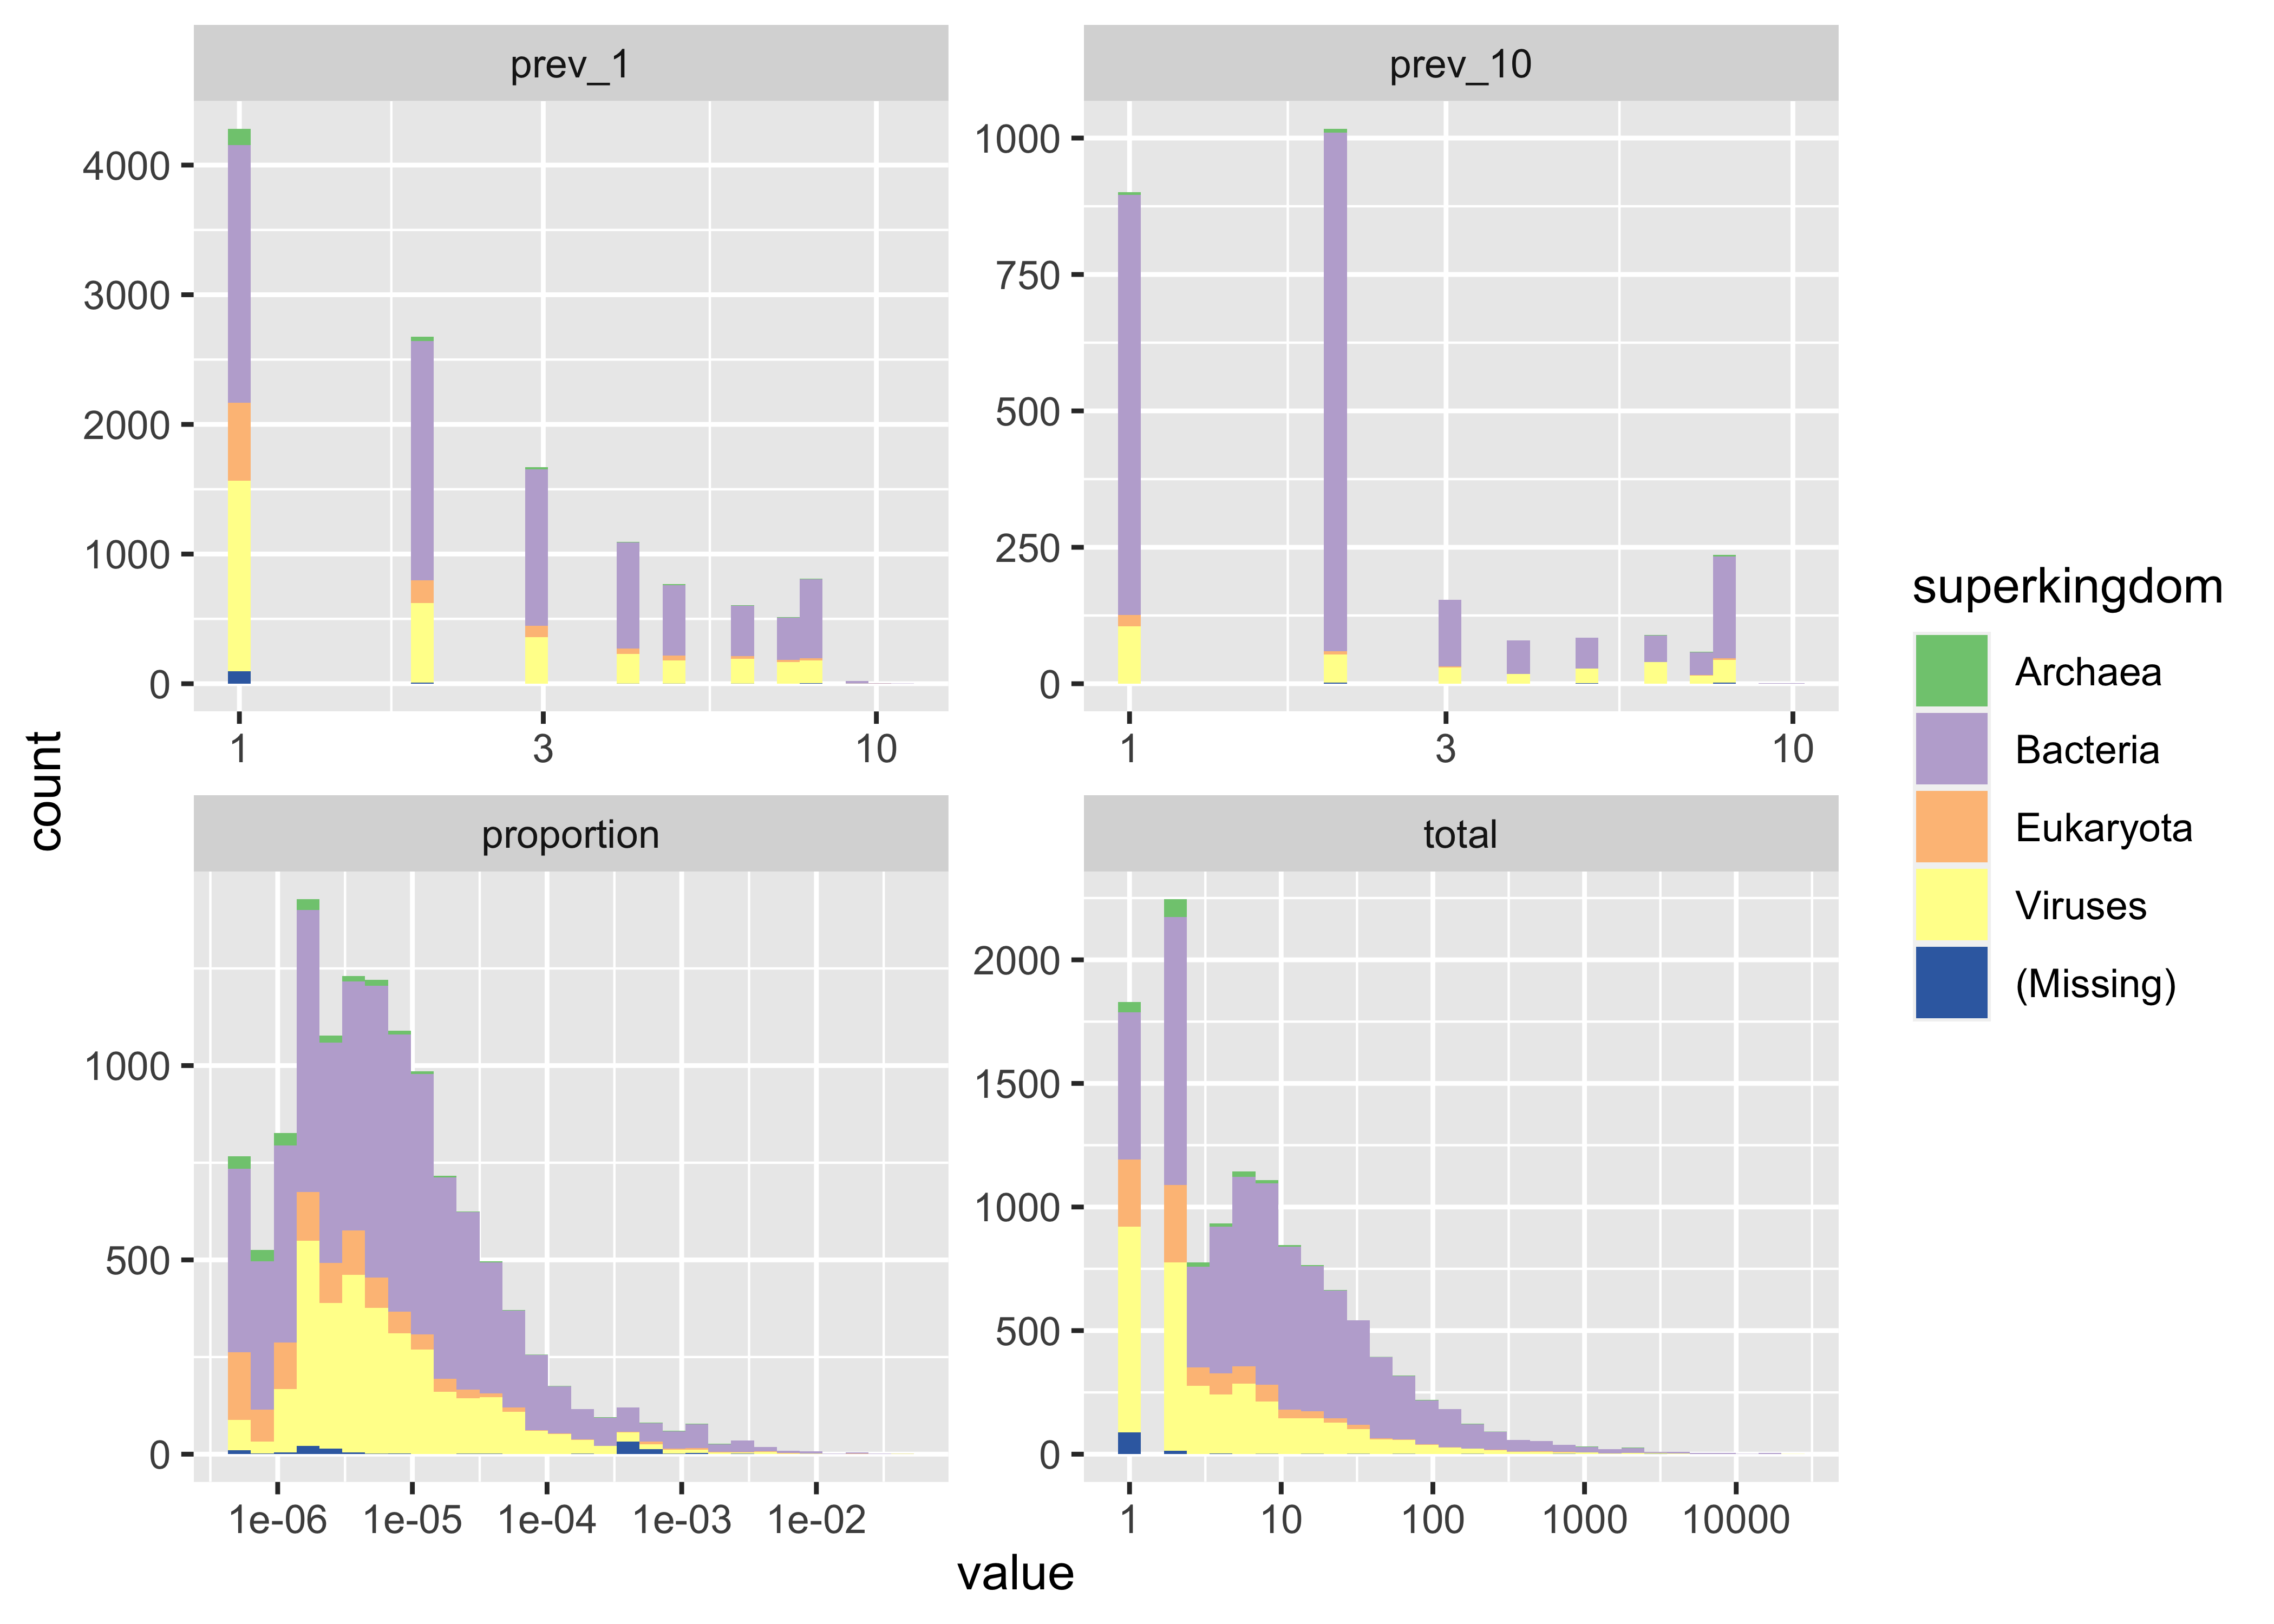 prev_1
prev_10
4000
3000
2000
1000
0
1000
750
500
250
0
1
3
10
1
3
10
count
proportion
total
1000
500
0
2000
1500
1000
500
0
1e-06
1e-05
1e-04
1e-03
1e-02
1
10
100
1000
10000
value
superkingdom
Archaea
Bacteria
Eukaryota
Viruses
(Missing)